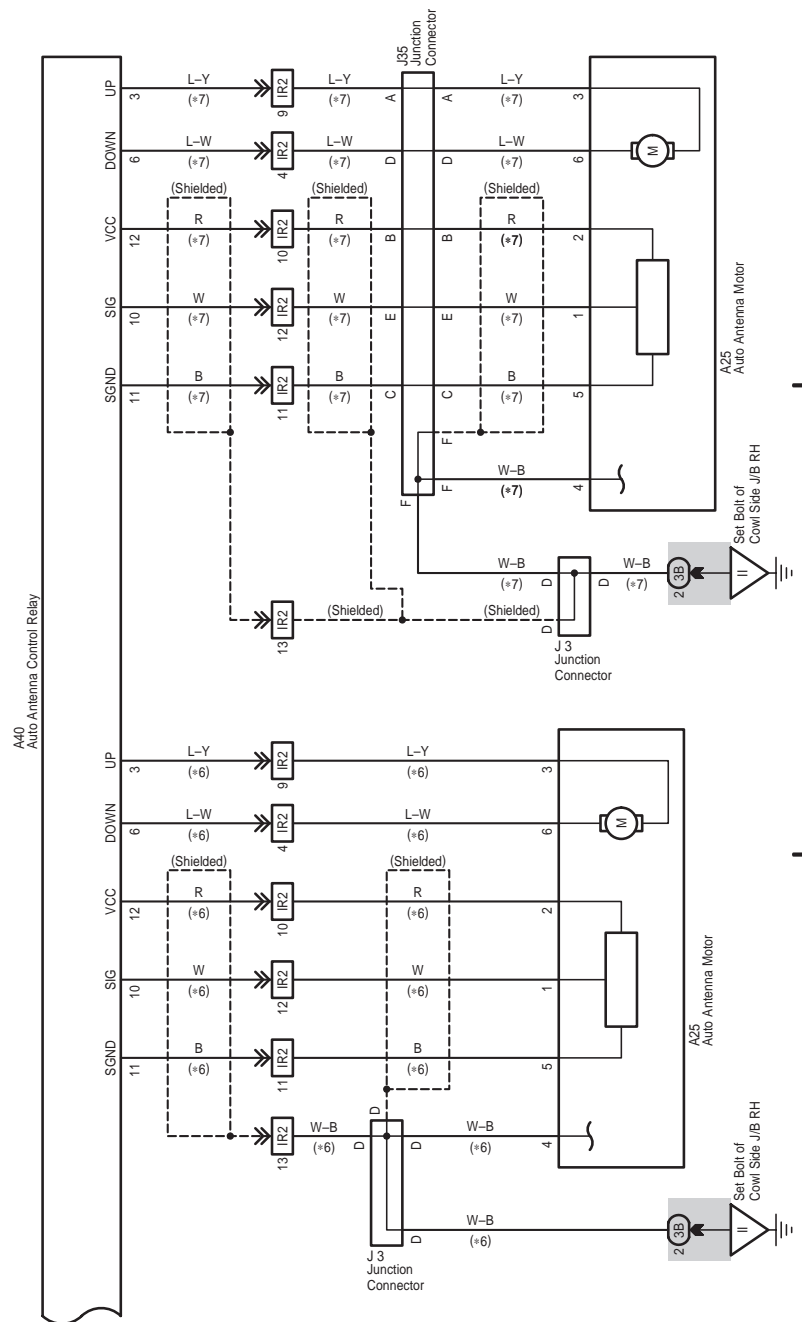 A40
Auto Antenna Control Relay
UP
3
L–Y
(∗7)
IR2
9
L–Y
(∗7)
A
J35
Junction
Connector
A
L–Y
(∗7)
3
DOWN
6
L–W
(∗7)
IR2
4
L–W
(∗7)
D
D
L–W
(∗7)
6
M
(Shielded)
(Shielded)
(Shielded)
VCC
12
R
(∗7)
IR2
10
R
(∗7)
B
B
R
(∗7)
2
SIG
10
W
(∗7)
IR2
12
W
(∗7)
E
E
W
(∗7)
1
SGND
11
B
(∗7)
IR2
11
B
(∗7)
C
C
B
(∗7)
5
A25
Auto Antenna Motor
F
F
F
W–B
(∗7)
4
IR2
13
(Shielded)
(Shielded)
W–B
(∗7)
D
D
D
J 3
Junction
Connector
W–B
(∗7)
2
3B
II
Set Bolt of
Cowl Side J/B RH
UP
3
L–Y
(∗6)
IR2
9
L–Y
(∗6)
3
DOWN
6
L–W
(∗6)
IR2
4
L–W
(∗6)
6
M
(Shielded)
(Shielded)
VCC
12
R
(∗6)
IR2
10
R
(∗6)
2
SIG
10
W
(∗6)
IR2
12
W
(∗6)
1
SGND
11
B
(∗6)
IR2
11
B
(∗6)
5
A25
Auto Antenna Motor
IR2
13
W–B
(∗6)
D
D
D
W–B
(∗6)
4
D
J 3
Junction
Connector
W–B
(∗6)
2
3B
II
Set Bolt of
Cowl Side J/B RH